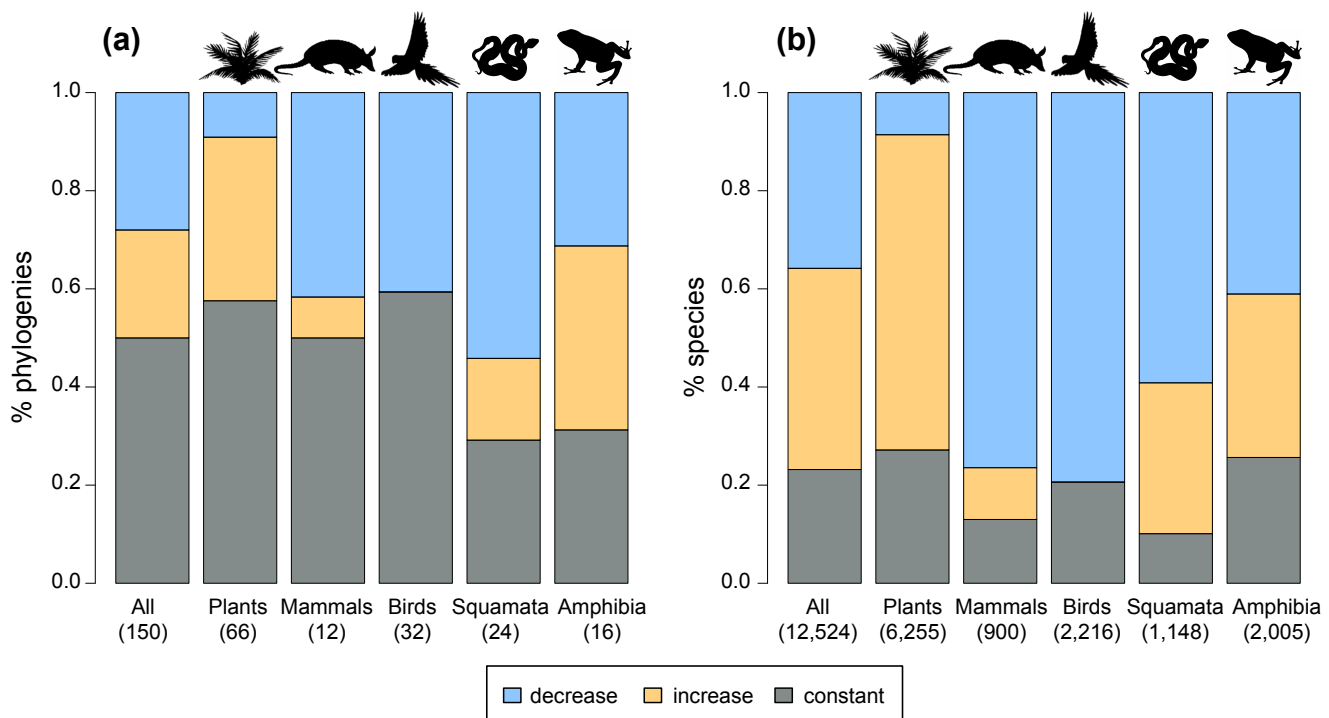 (a)
% phylogenies
1.0
0.8
0.6
0.4
0.2
0.0
All Plants Mammals Birds Squamata Amphibia
(150) (66) (12) (32) (24) (16)
(b)
% species
1.0
0.8
0.6
0.4
0.2
0.0
All Plants Mammals Birds Squamata Amphibia
(12,524) (6,255) (900) (2,216) (1,148) (2,005)
decrease increase constant